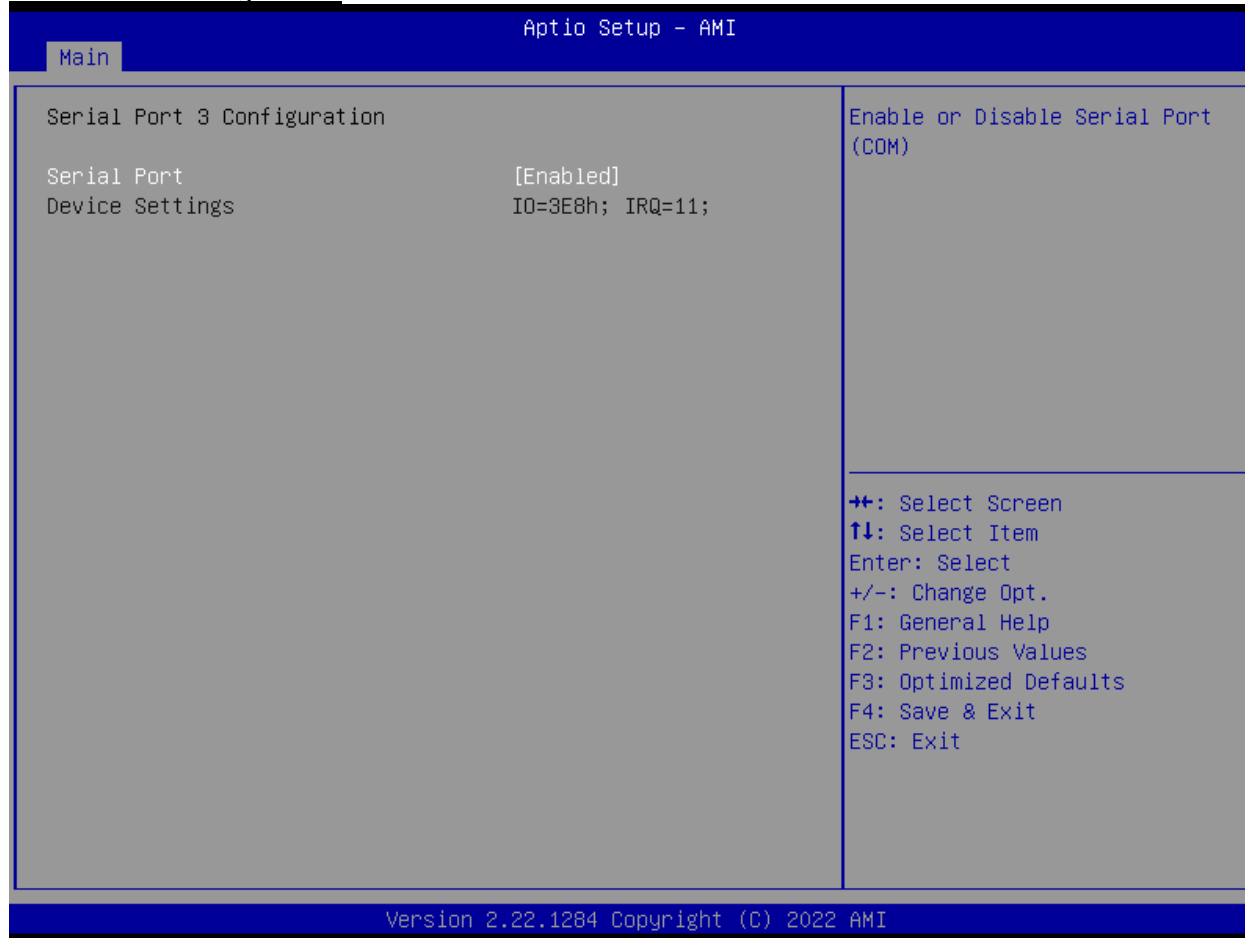 Aptio Setup - AMI
Main
Serial Port 3 Configuration
Serial Port [Enabled]
Device Settings IO=3E8h; IRQ=11;
Enable or Disable Serial Port
(COM)
→←: Select Screen
↑↓: Select Item
Enter: Select
+/-: Change Opt.
F1: General Help
F2: Previous Values
F3: Optimized Defaults
F4: Save & Exit
ESC: Exit
Version 2.22.1284 Copyright (C) 2022 AMI